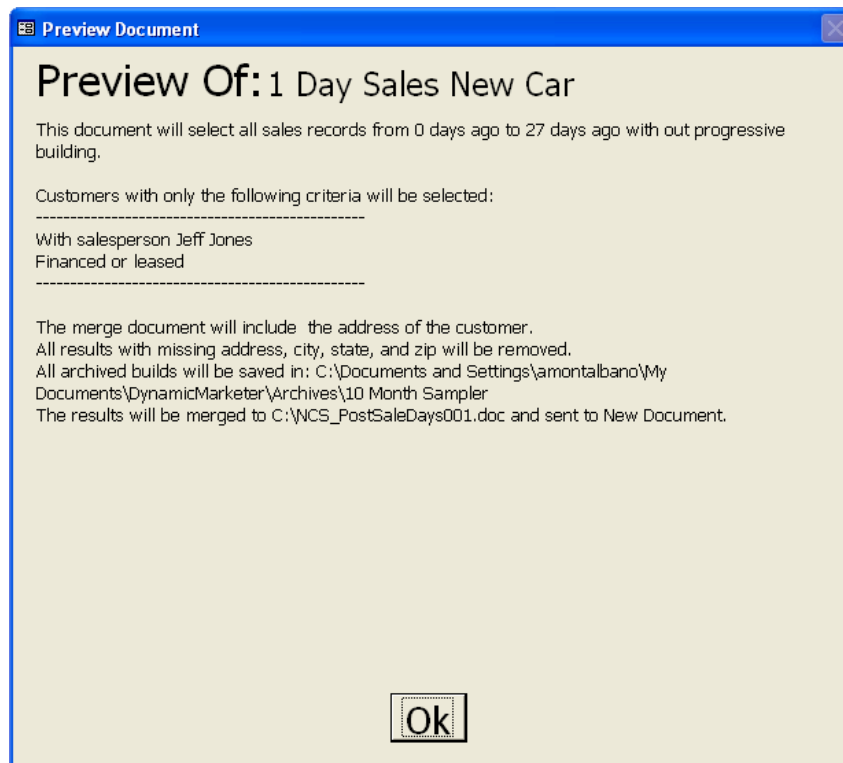 Preview Document
Preview Of: 1 Day Sales New Car
This document will select all sales records from 0 days ago to 27 days ago with out progressive
building.
Customers with only the following criteria will be selected:
------------------------------------------------
With salesperson Jeff Jones
Financed or leased
------------------------------------------------
The merge document will include  the address of the customer.
All results with missing address, city, state, and zip will be removed.
All archived builds will be saved in: C:\Documents and Settings\amontalbano\My
Documents\DynamicMarketer\Archives\10 Month Sampler
The results will be merged to C:\NCS_PostSaleDays001.doc and sent to New Document.
Ok